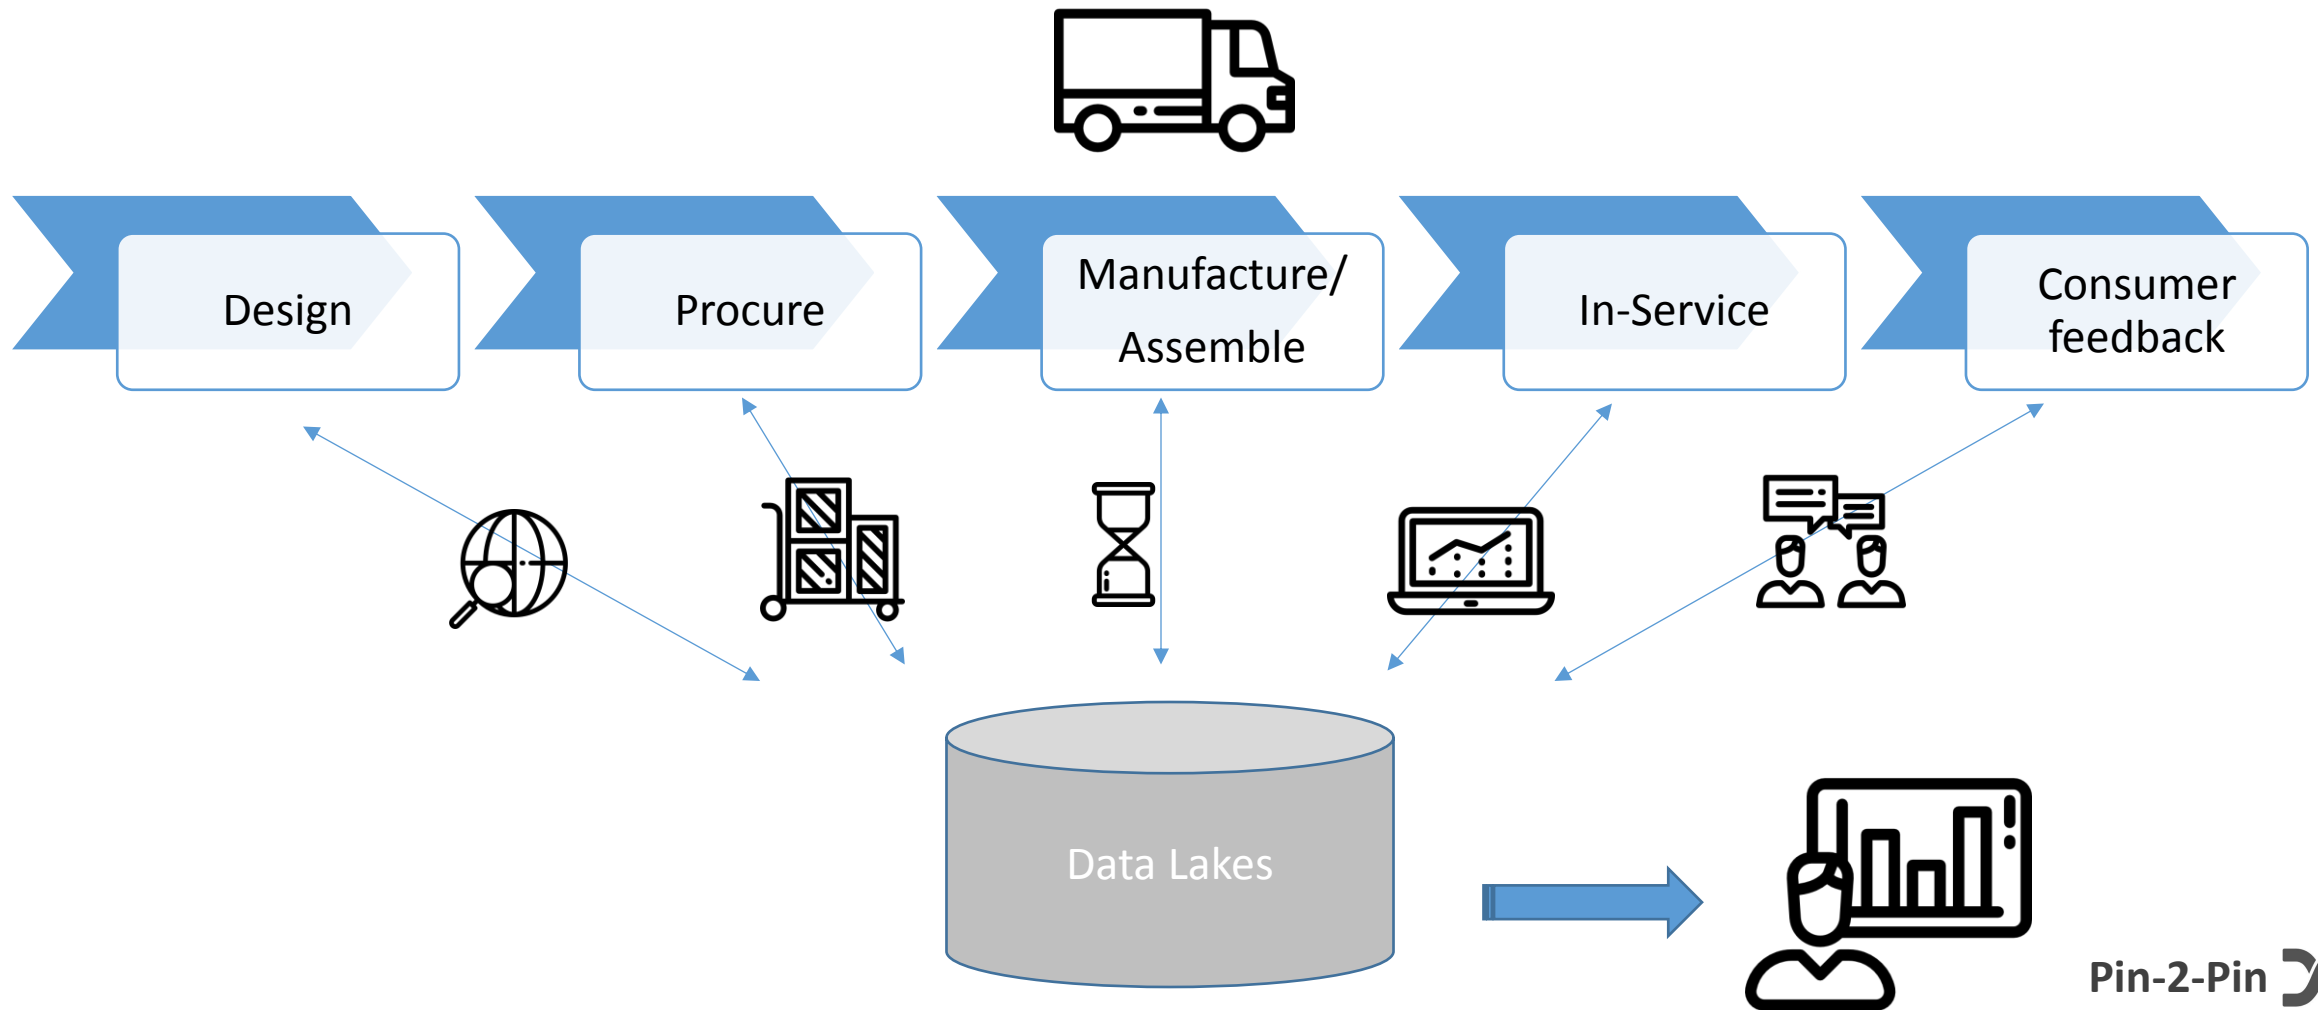 Design
Procure
Manufacture/
Assemble
In-Service
Consumer
feedback
Data Lakes
Pin-2-Pin